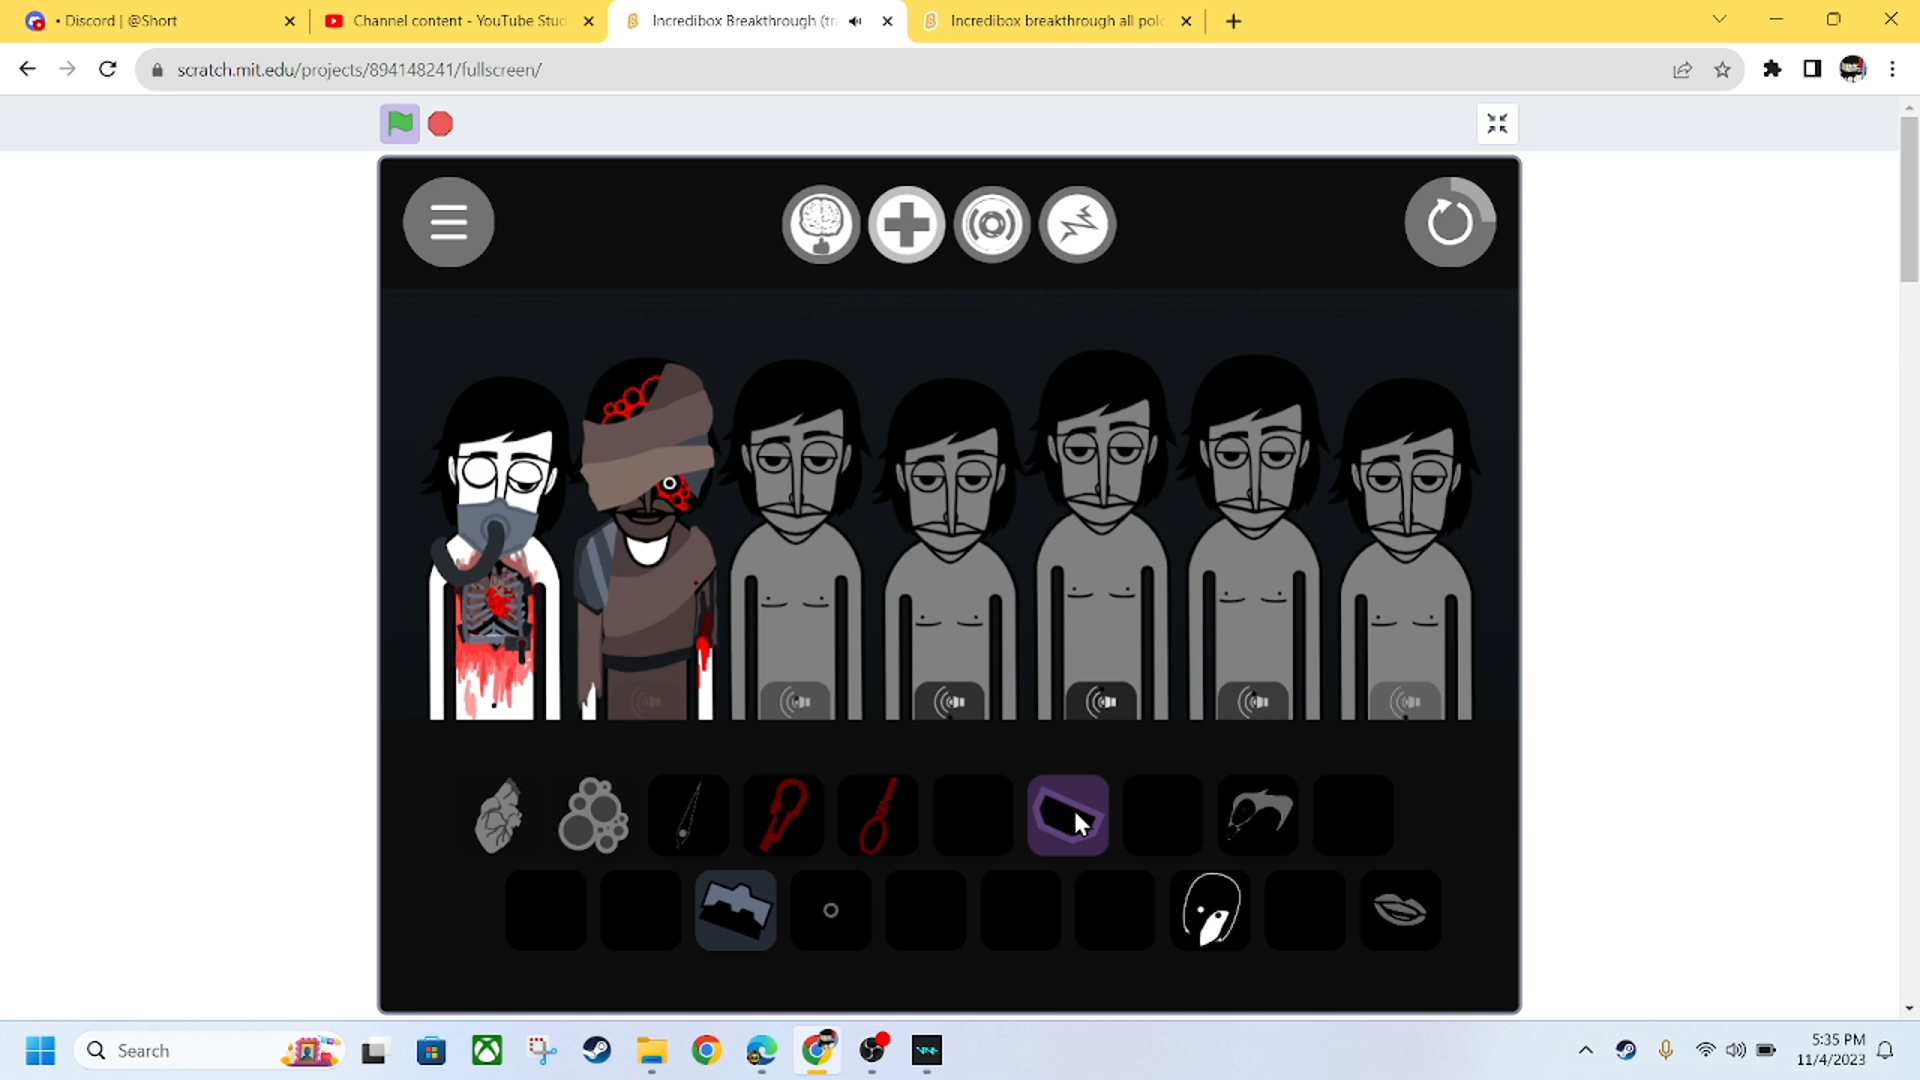 • Discord | @Short
Channel content - YouTube Stud
Incredibox Breakthrough (tr
Incredibox breakthrough all polo
scratch.mit.edu/projects/894148241/fullscreen/
Search
5:35 PM
11/4/2023